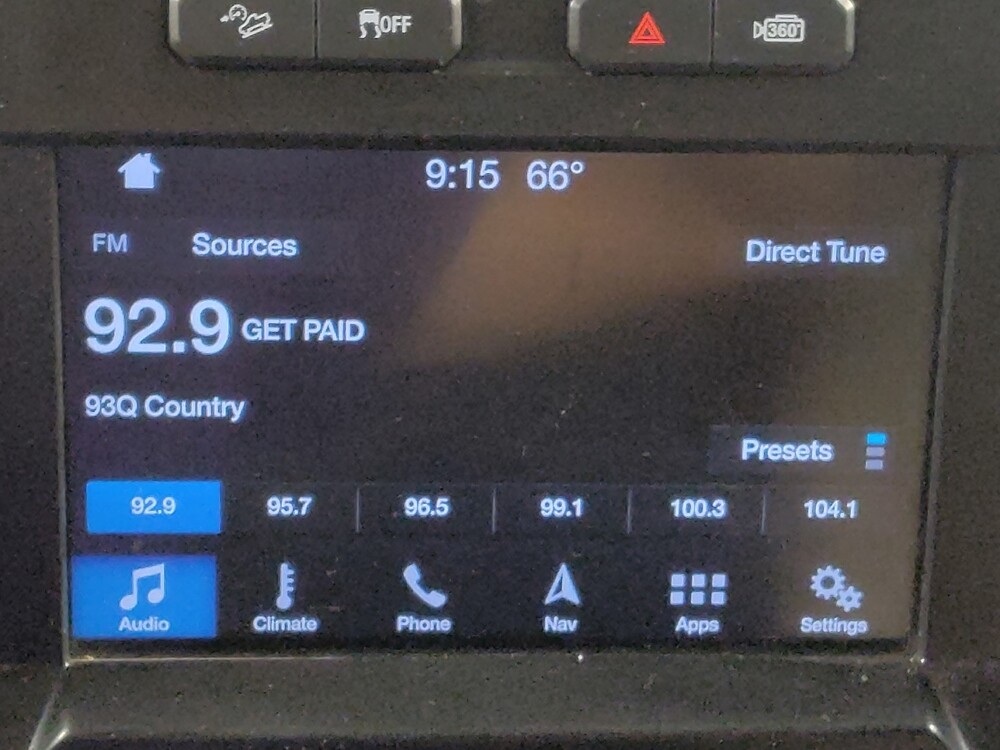 OFF
360°
9:15 66°
FM Sources Direct Tune
92.9 GET PAID
93Q Country
Presets
92.9 95.7 96.5 99.1 100.3 104.1
Audio Climate Phone Nav Apps Settings